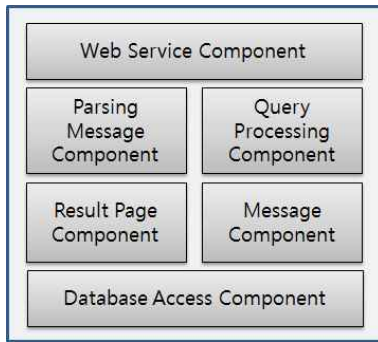 Web Service Component
Parsing
Message
Component
Query
Processing
Component
Result Page
Component
Message
Component
Database Access Component